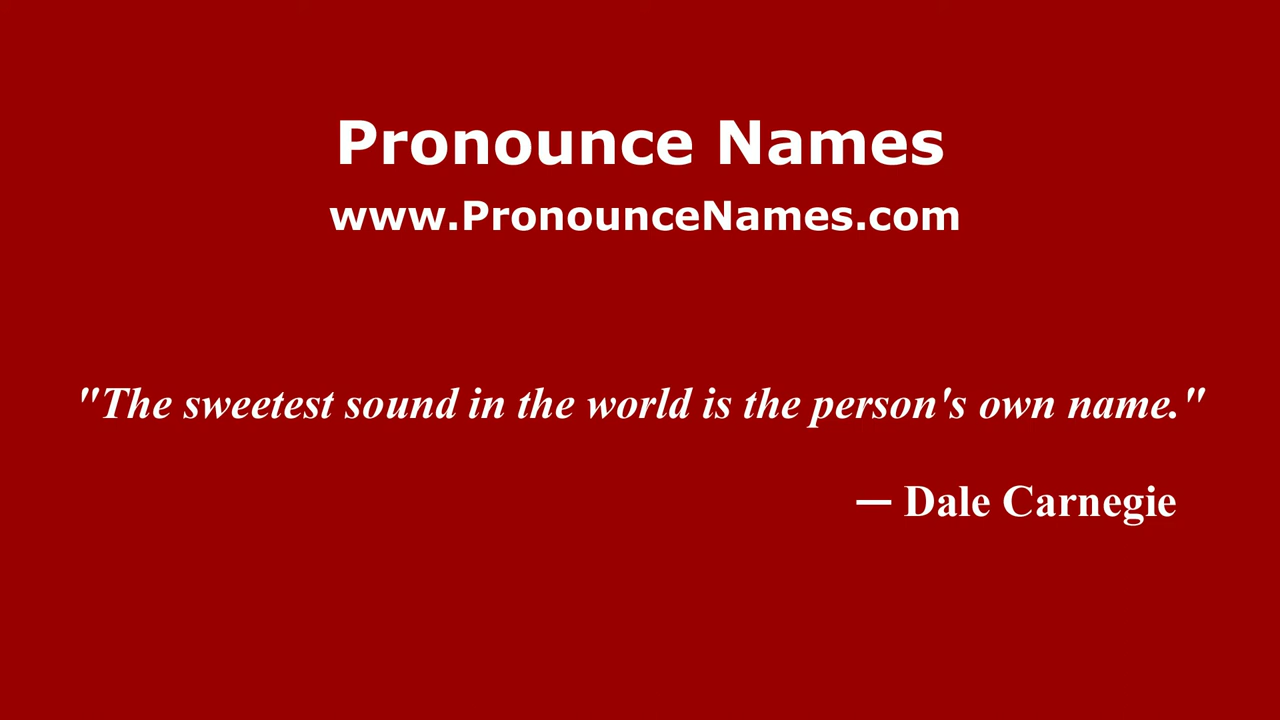 Pronounce Names
www.PronounceNames.com
"The sweetest sound in the world is the person's own name."
— Dale Carnegie